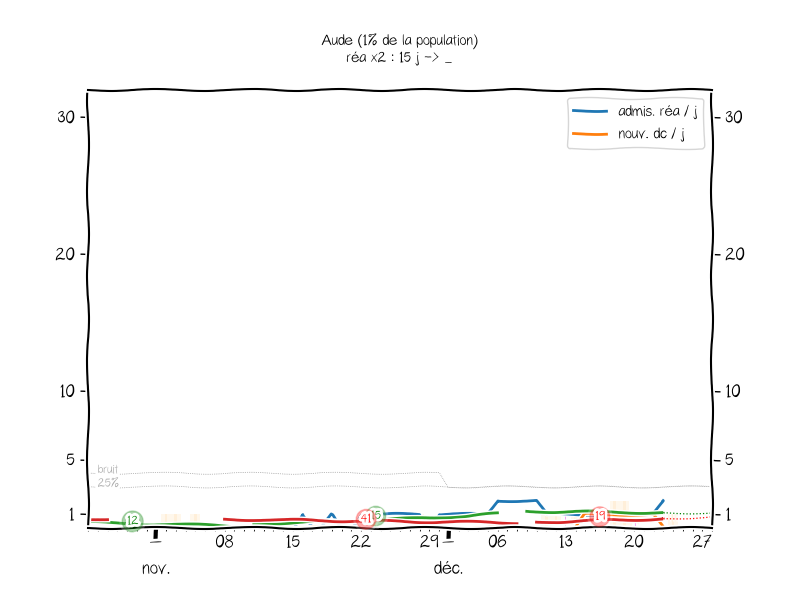 Aude (1% de la population)
réa x2 : 15 j -> _
admis. réa / j
nouv. dc / j
30 30
20 20
10 10
5 5
1 1
bruit
25%
12 41 19
08 15 22 29 06 13 20 27
nov. déc.